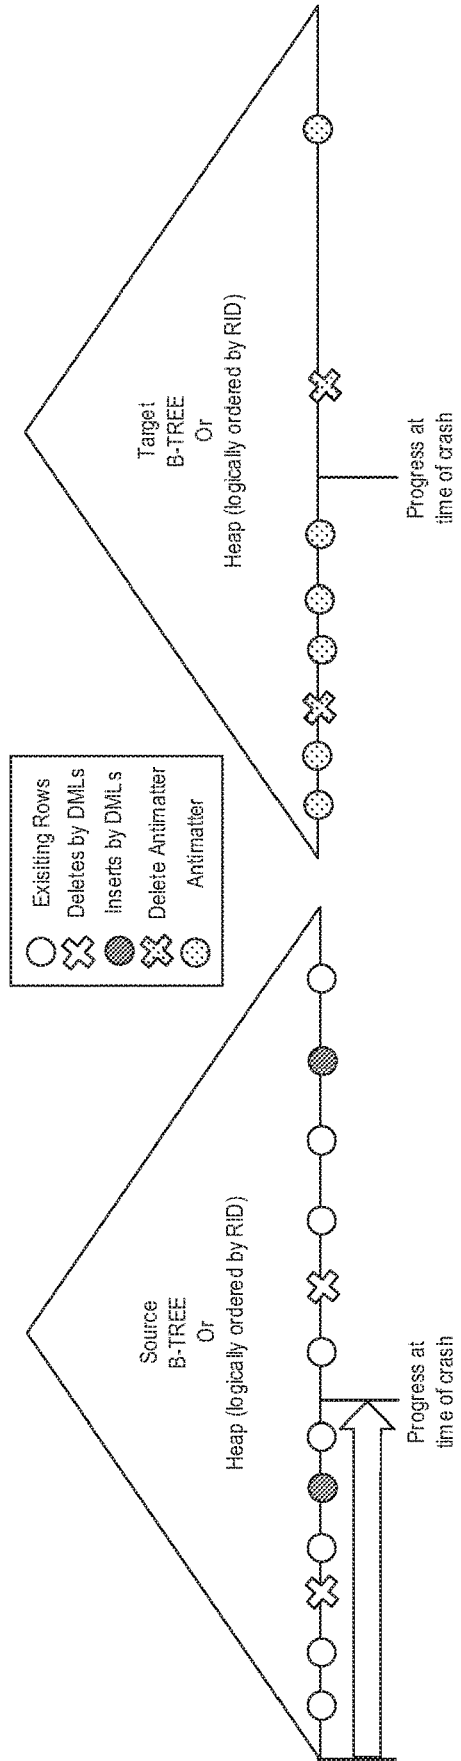 Source
B-TREE
Or
Heap (logically ordered by RID)
Progress at
time of crash
Exisiting Rows
Deletes by DMLs
Inserts by DMLs
Delete Antimatter
Antimatter
Target
B-TREE
Or
Heap (logically ordered by RID)
Progress at
time of crash